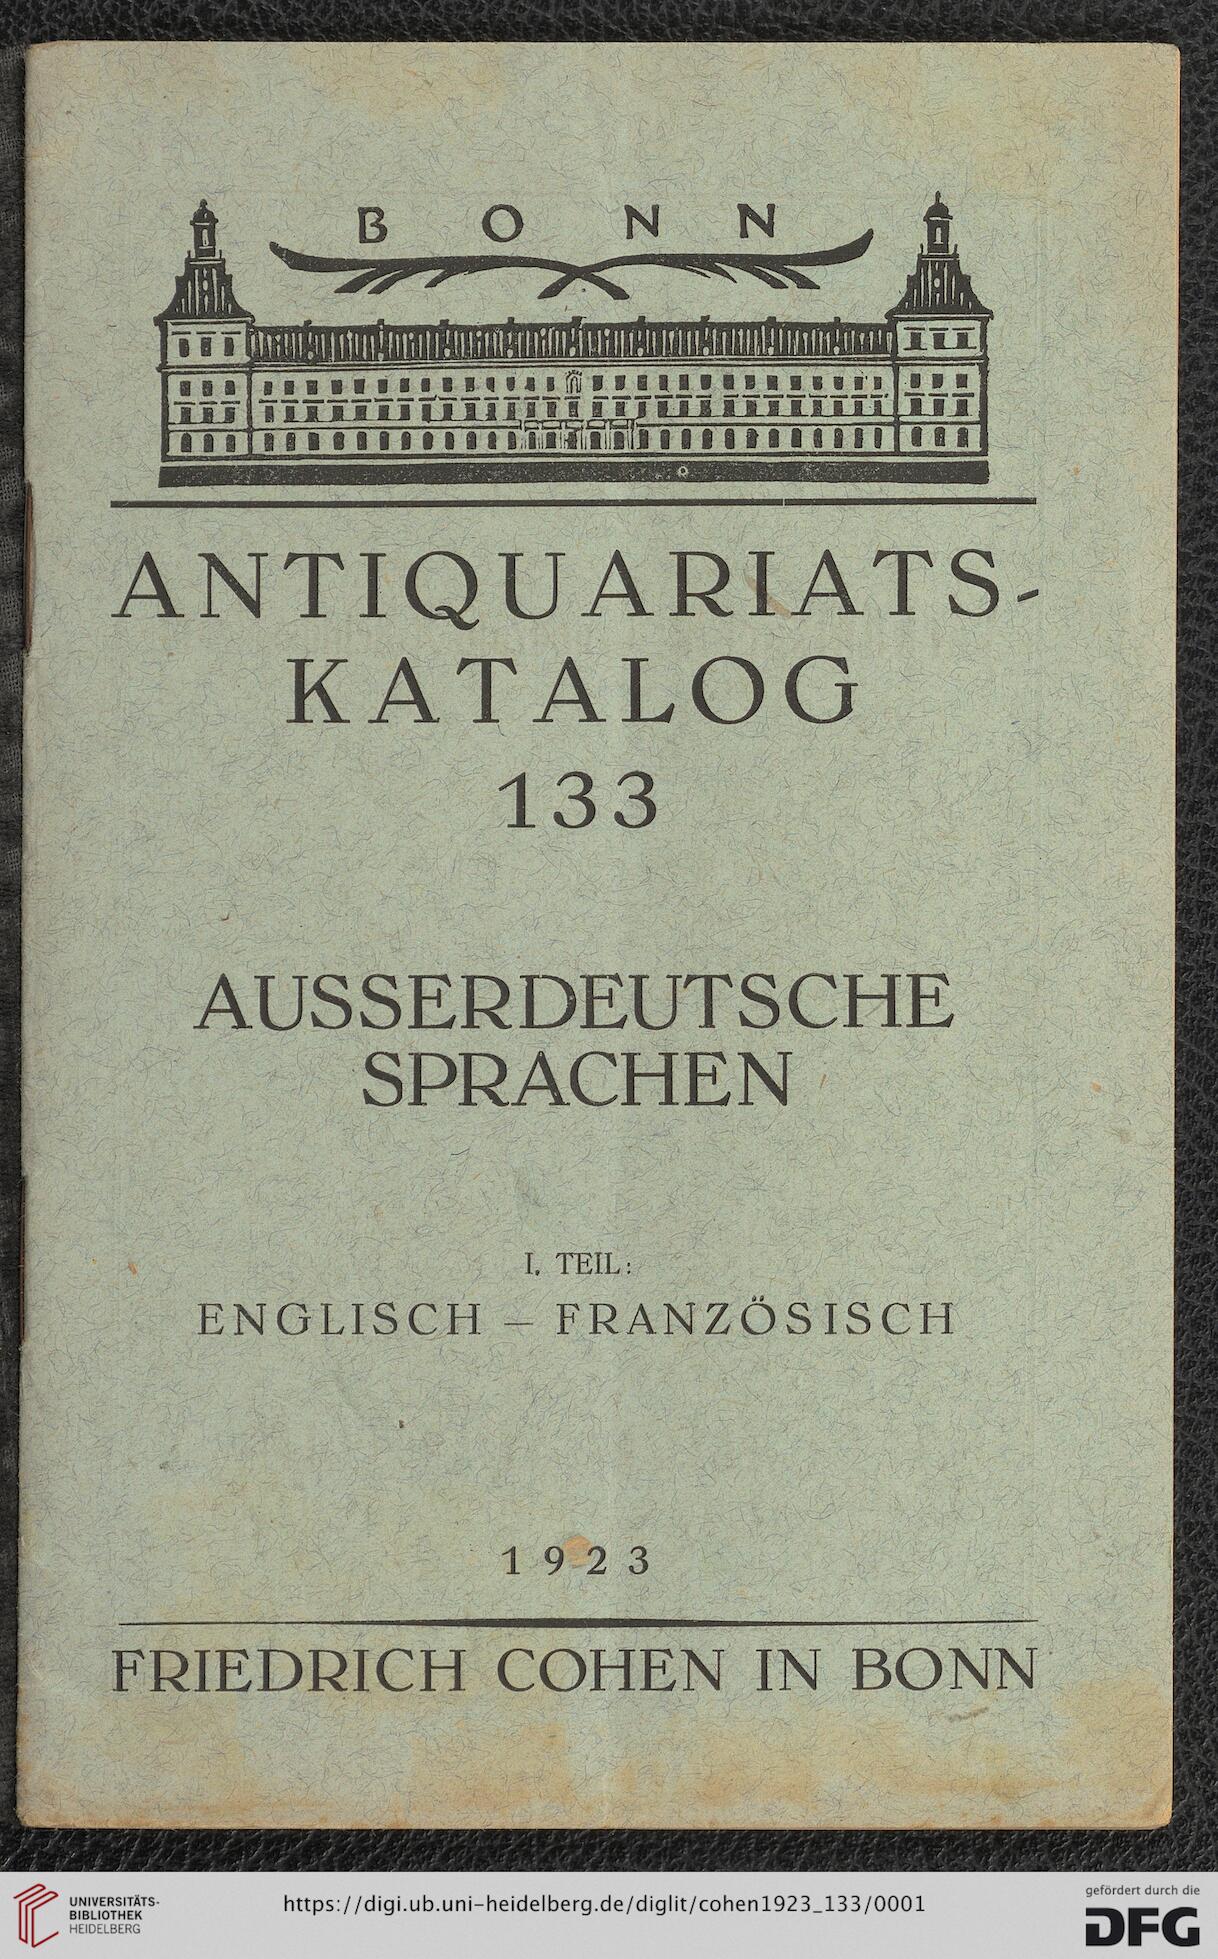 BONN
ANTIQUARIATS-
KATALOG
133
AUSSERDEUTSCHE
SPRACHEN
I. TEIL:
ENGLISCH – FRANZÖSISCH
1923
FRIEDRICH COHEN IN BONN
UNIVERSITÄTS-
BIBLIOTHEK
HEIDELBERG
https://digi.ub.uni-heidelberg.de/diglit/cohen1923_133/0001
gefördert durch die
DFG